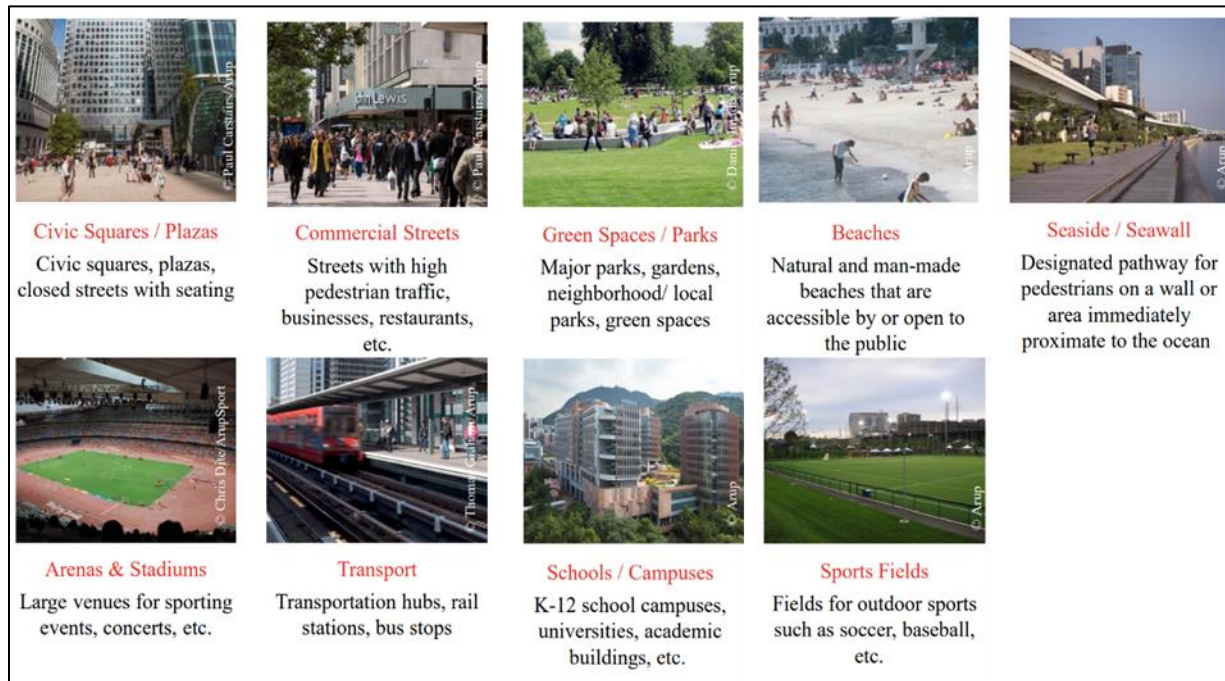 © Paul Carstairs/Arup
Lewis
© Paul Carstairs/Arup
© Arup
© Arup
Civic Squares / Plazas
Civic squares, plazas,
closed streets with seating
Commercial Streets
Streets with high
pedestrian traffic,
businesses, restaurants,
etc.
Green Spaces / Parks
Major parks, gardens,
neighborhood/ local
parks, green spaces
Beaches
Natural and man-made
beaches that are
accessible by or open to
the public
Seaside / Seawall
Designated pathway for
pedestrians on a wall or
area immediately
proximate to the ocean
© Chris Dite/ArupSport
© Arup
© Arup
Arenas & Stadiums
Large venues for sporting
events, concerts, etc.
Transport
Transportation hubs, rail
stations, bus stops
Schools / Campuses
K-12 school campuses,
universities, academic
buildings, etc.
Sports Fields
Fields for outdoor sports
such as soccer, baseball,
etc.